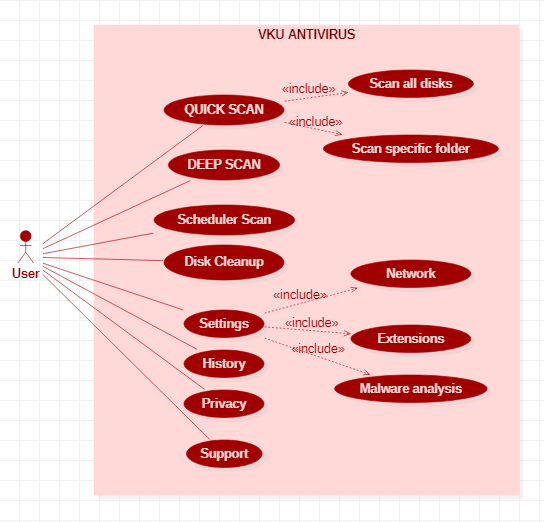 VKU ANTIVIRUS
QUICK SCAN
«include»
Scan all disks
«include»
Scan specific folder
DEEP SCAN
Scheduler Scan
Disk Cleanup
User
Settings
«include»
Network
«include»
Extensions
«include»
Malware analysis
History
Privacy
Support